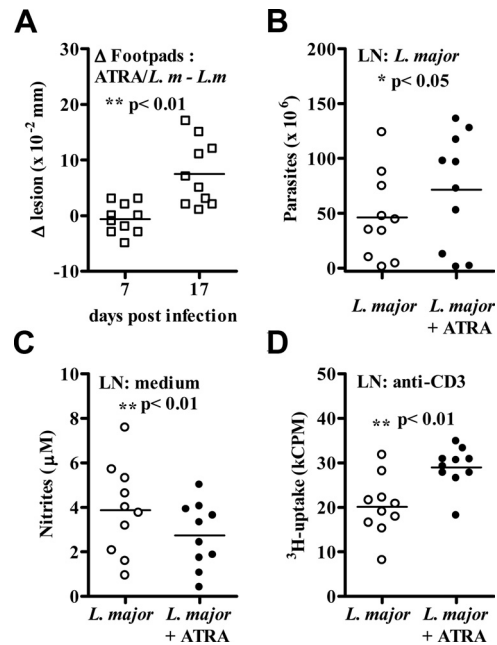 A
Δ Footpads :
ATRA/L. m - L.m
** p< 0.01
Δ lesion (x 10⁻² mm)
20
10
0
-10
7
17
days post infection
B
LN: L. major
* p< 0.05
Parasites (x 10⁶)
200
150
100
50
0
L. major
L. major
+ ATRA
C
LN: medium
** p< 0.01
Nitrites (μM)
8
6
4
2
0
L. major
L. major
+ ATRA
D
LN: anti-CD3
** p< 0.01
³H-uptake (kCPM)
50
40
30
20
10
0
L. major
L. major
+ ATRA